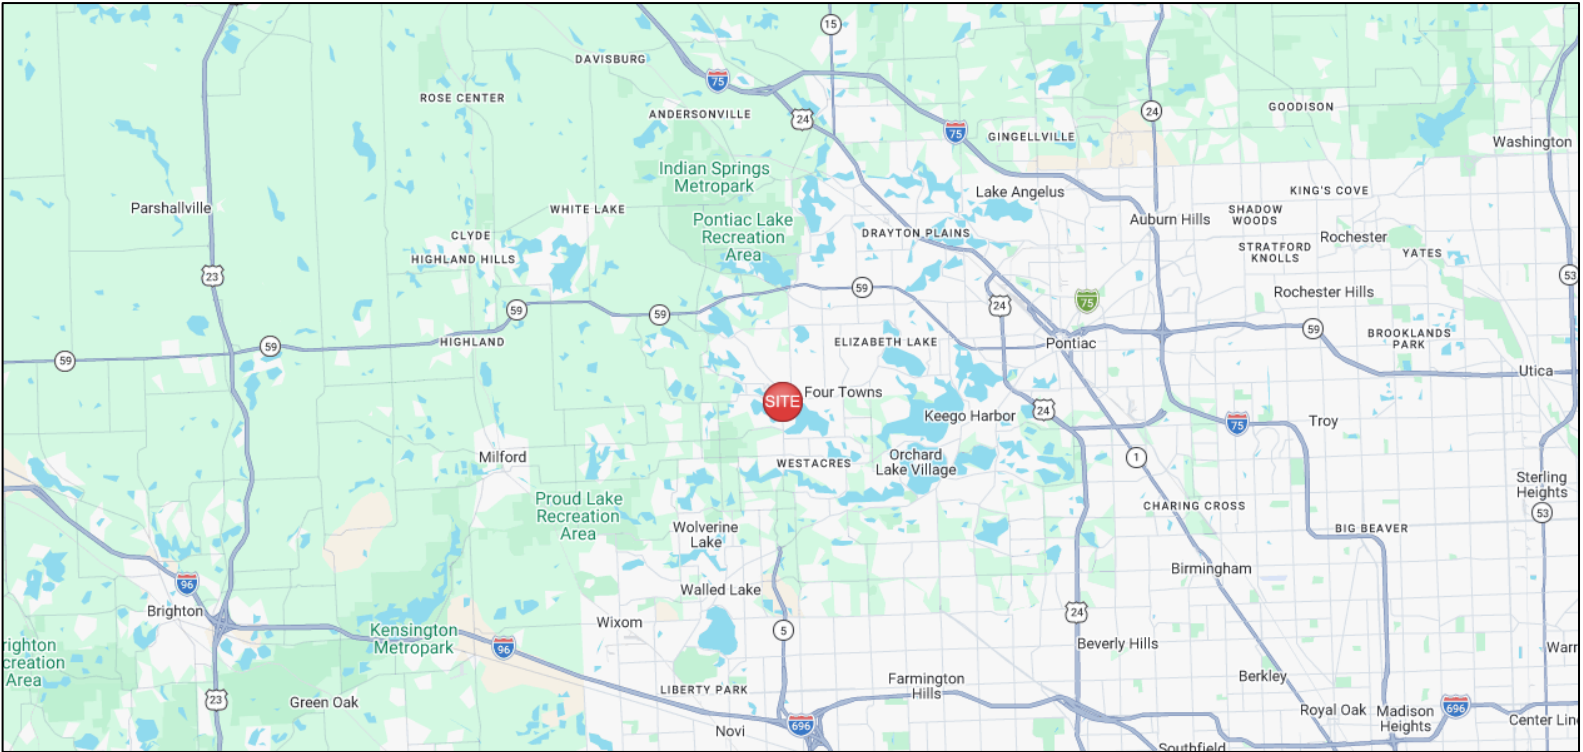 15
DAVISBURG
75
ROSE CENTER
ANDERSONVILLE
24
GOODISON
24
75
GINGELLVILLE
Washington
Indian Springs
Metropark
Lake Angelus
KING'S COVE
Parshallville
WHITE LAKE
Pontiac Lake
Recreation
Area
Auburn Hills
SHADOW
WOODS
CLYDE
DRAYTON PLAINS
Rochester
HIGHLAND HILLS
STRATFORD
KNOLLS
YATES
23
53
59
Rochester Hills
59
59
24
75
59
BROOKLANDS
PARK
HIGHLAND
ELIZABETH LAKE
Pontiac
59
59
Utica
SITE
Four Towns
Keego Harbor
24
75
Troy
Milford
WESTACRES
Orchard
Lake Village
1
Sterling
Heights
Proud Lake
Recreation
Area
CHARING CROSS
53
Wolverine
Lake
BIG BEAVER
96
Walled Lake
Birmingham
Brighton
Wixom
24
Kensington
Metropark
96
5
Beverly Hills
righton
creation
Area
Warr
LIBERTY PARK
Farmington
Hills
Berkley
23
Green Oak
Royal Oak
Madison
Heights
696
Center Line
Novi
696
Southfield